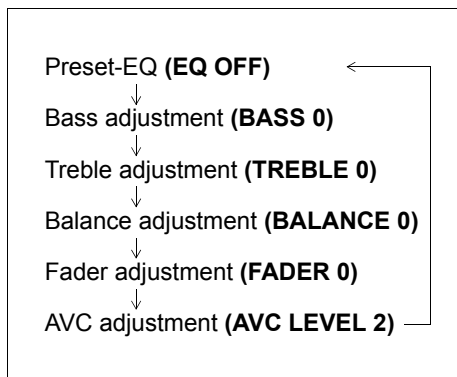 Preset-EQ (EQ OFF)
Bass adjustment (BASS 0)
Treble adjustment (TREBLE 0)
Balance adjustment (BALANCE 0)
Fader adjustment (FADER 0)
AVC adjustment (AVC LEVEL 2)